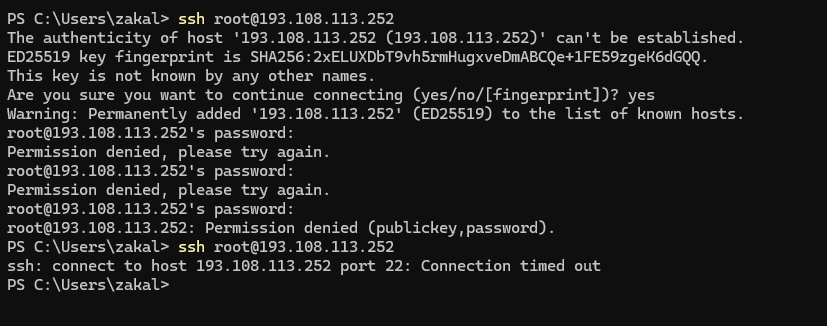 PS C:\Users\zakal> ssh root@193.108.113.252
The authenticity of host '193.108.113.252 (193.108.113.252)' can't be established.
ED25519 key fingerprint is SHA256:2xELUXDbT9vh5rmHugxveDmABCQe+1FE59zgeK6dGQQ.
This key is not known by any other names.
Are you sure you want to continue connecting (yes/no/[fingerprint])? yes
Warning: Permanently added '193.108.113.252' (ED25519) to the list of known hosts.
root@193.108.113.252's password:
Permission denied, please try again.
root@193.108.113.252's password:
Permission denied, please try again.
root@193.108.113.252's password:
root@193.108.113.252: Permission denied (publickey,password).
PS C:\Users\zakal> ssh root@193.108.113.252
ssh: connect to host 193.108.113.252 port 22: Connection timed out
PS C:\Users\zakal>